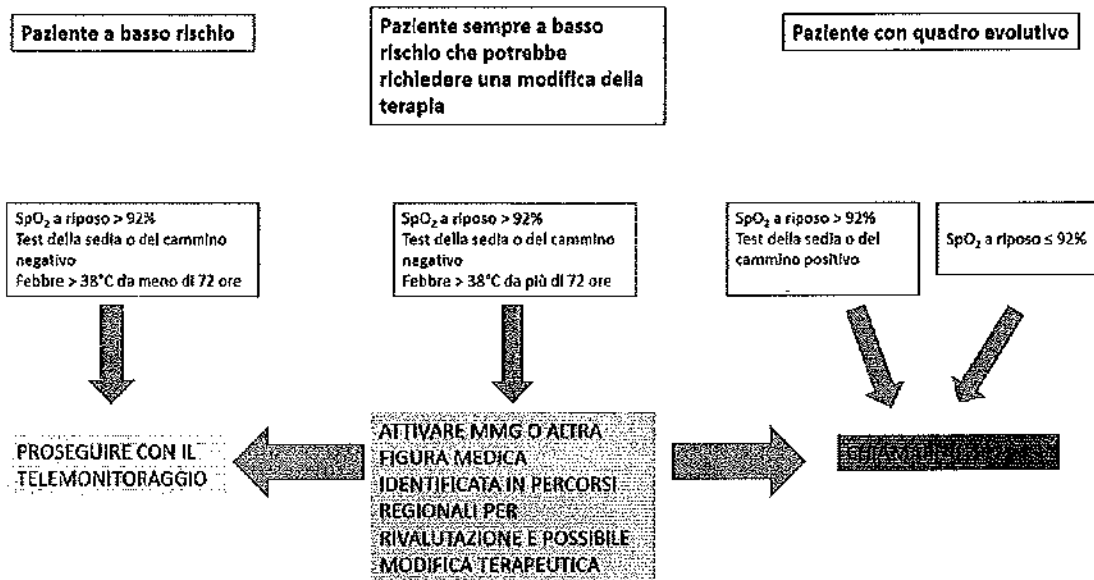 Paziente a basso rischio
Paziente sempre a basso
rischio che potrebbe
richiedere una modifica della
terapia
Paziente con quadro evolutivo
SpO₂ a riposo > 92%
Test della sedia o del cammino
negativo
Febbre > 38°C da meno di 72 ore
SpO₂ a riposo > 92%
Test della sedia o del cammino
negativo
Febbre > 38°C da più di 72 ore
SpO₂ a riposo > 92%
Test della sedia o del
cammino positivo
SpO₂ a riposo ≤ 92%
PROSEGUIRE CON IL
TELEMONITORAGGIO
ATTIVARE MMG O ALTRA
FIGURA MEDICA
IDENTIFICATA IN PERCORSI
REGIONALI PER
RIVALUTAZIONE E POSSIBILE
MODIFICA TERAPEUTICA